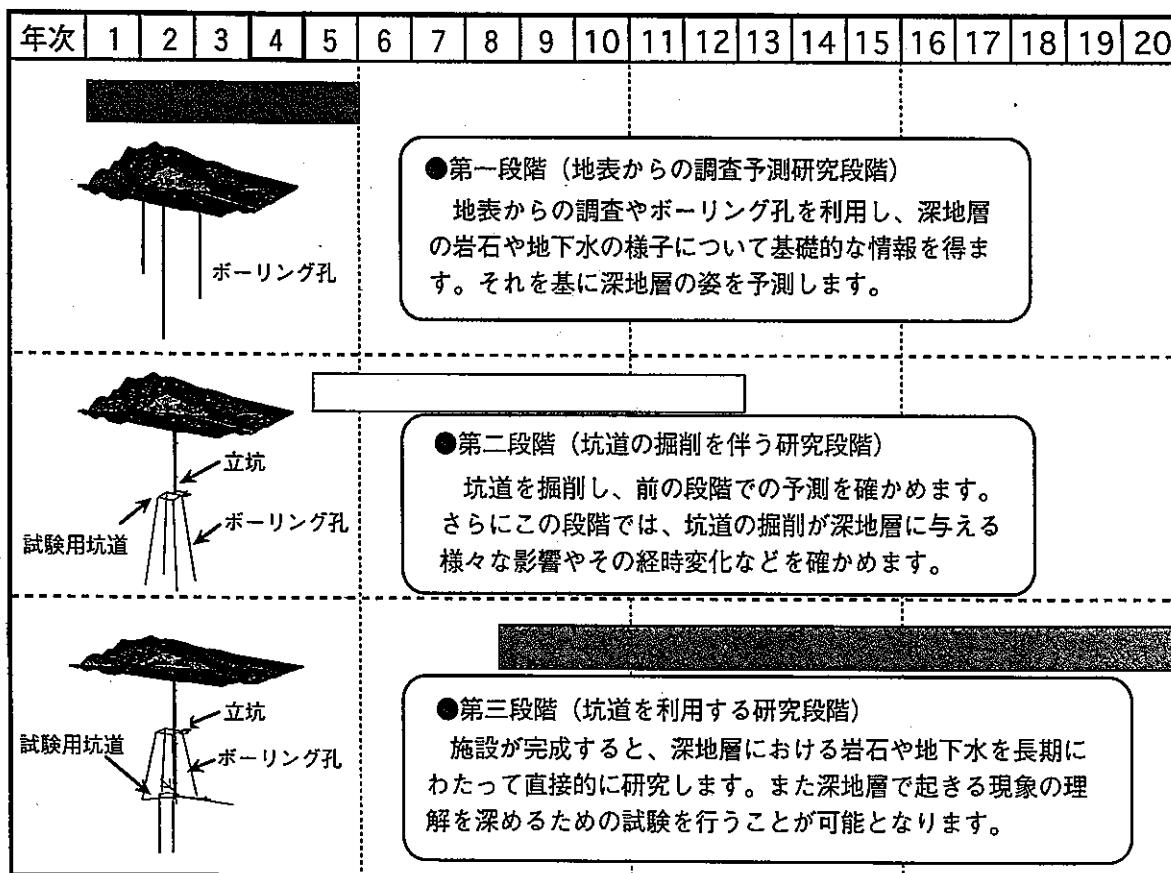 年次 1 2 3 4 5 6 7 8 9 10 11 12 13 14 15 16 17 18 19 20
ボーリング孔
●第一段階（地表からの調査予測研究段階）
地表からの調査やボーリング孔を利用し、深地層
の岩石や地下水の様子について基礎的な情報を得ま
す。それを基に深地層の姿を予測します。
立坑
試験用坑道
ボーリング孔
●第二段階（坑道の掘削を伴う研究段階）
坑道を掘削し、前の段階での予測を確かめます。
さらにこの段階では、坑道の掘削が深地層に与える
様々な影響やその経時変化などを確かめます。
立坑
試験用坑道
ボーリング孔
●第三段階（坑道を利用する研究段階）
施設が完成すると、深地層における岩石や地下水を長期に
わたって直接的に研究します。また深地層で起きる現象の理
解を深めるための試験を行うことが可能となります。